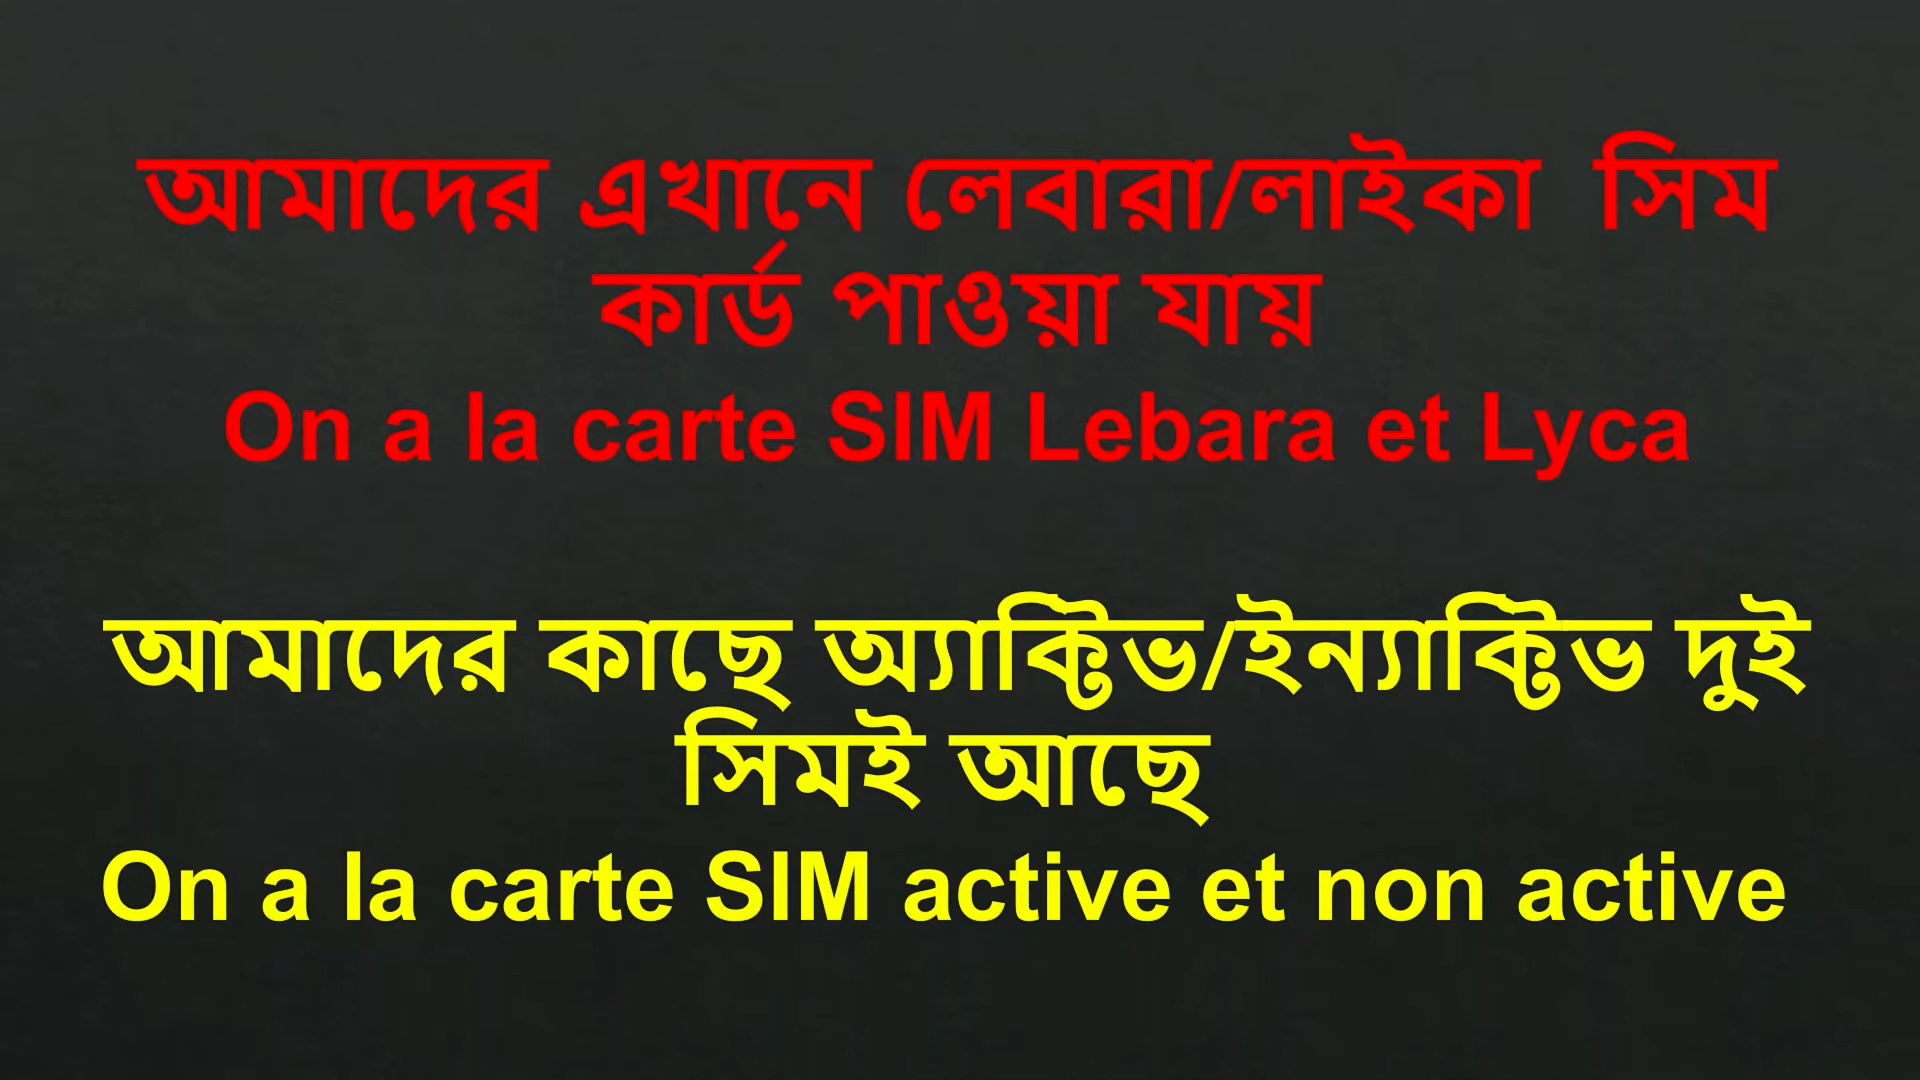 আমাদের এখানে লেবারা/লাইকা সিম
কার্ড পাওয়া যায়
On a la carte SIM Lebara et Lyca
আমাদের কাছে অ্যাক্টিভ/ইন্যাক্টিভ দুই
সিমই আছে
On a la carte SIM active et non active